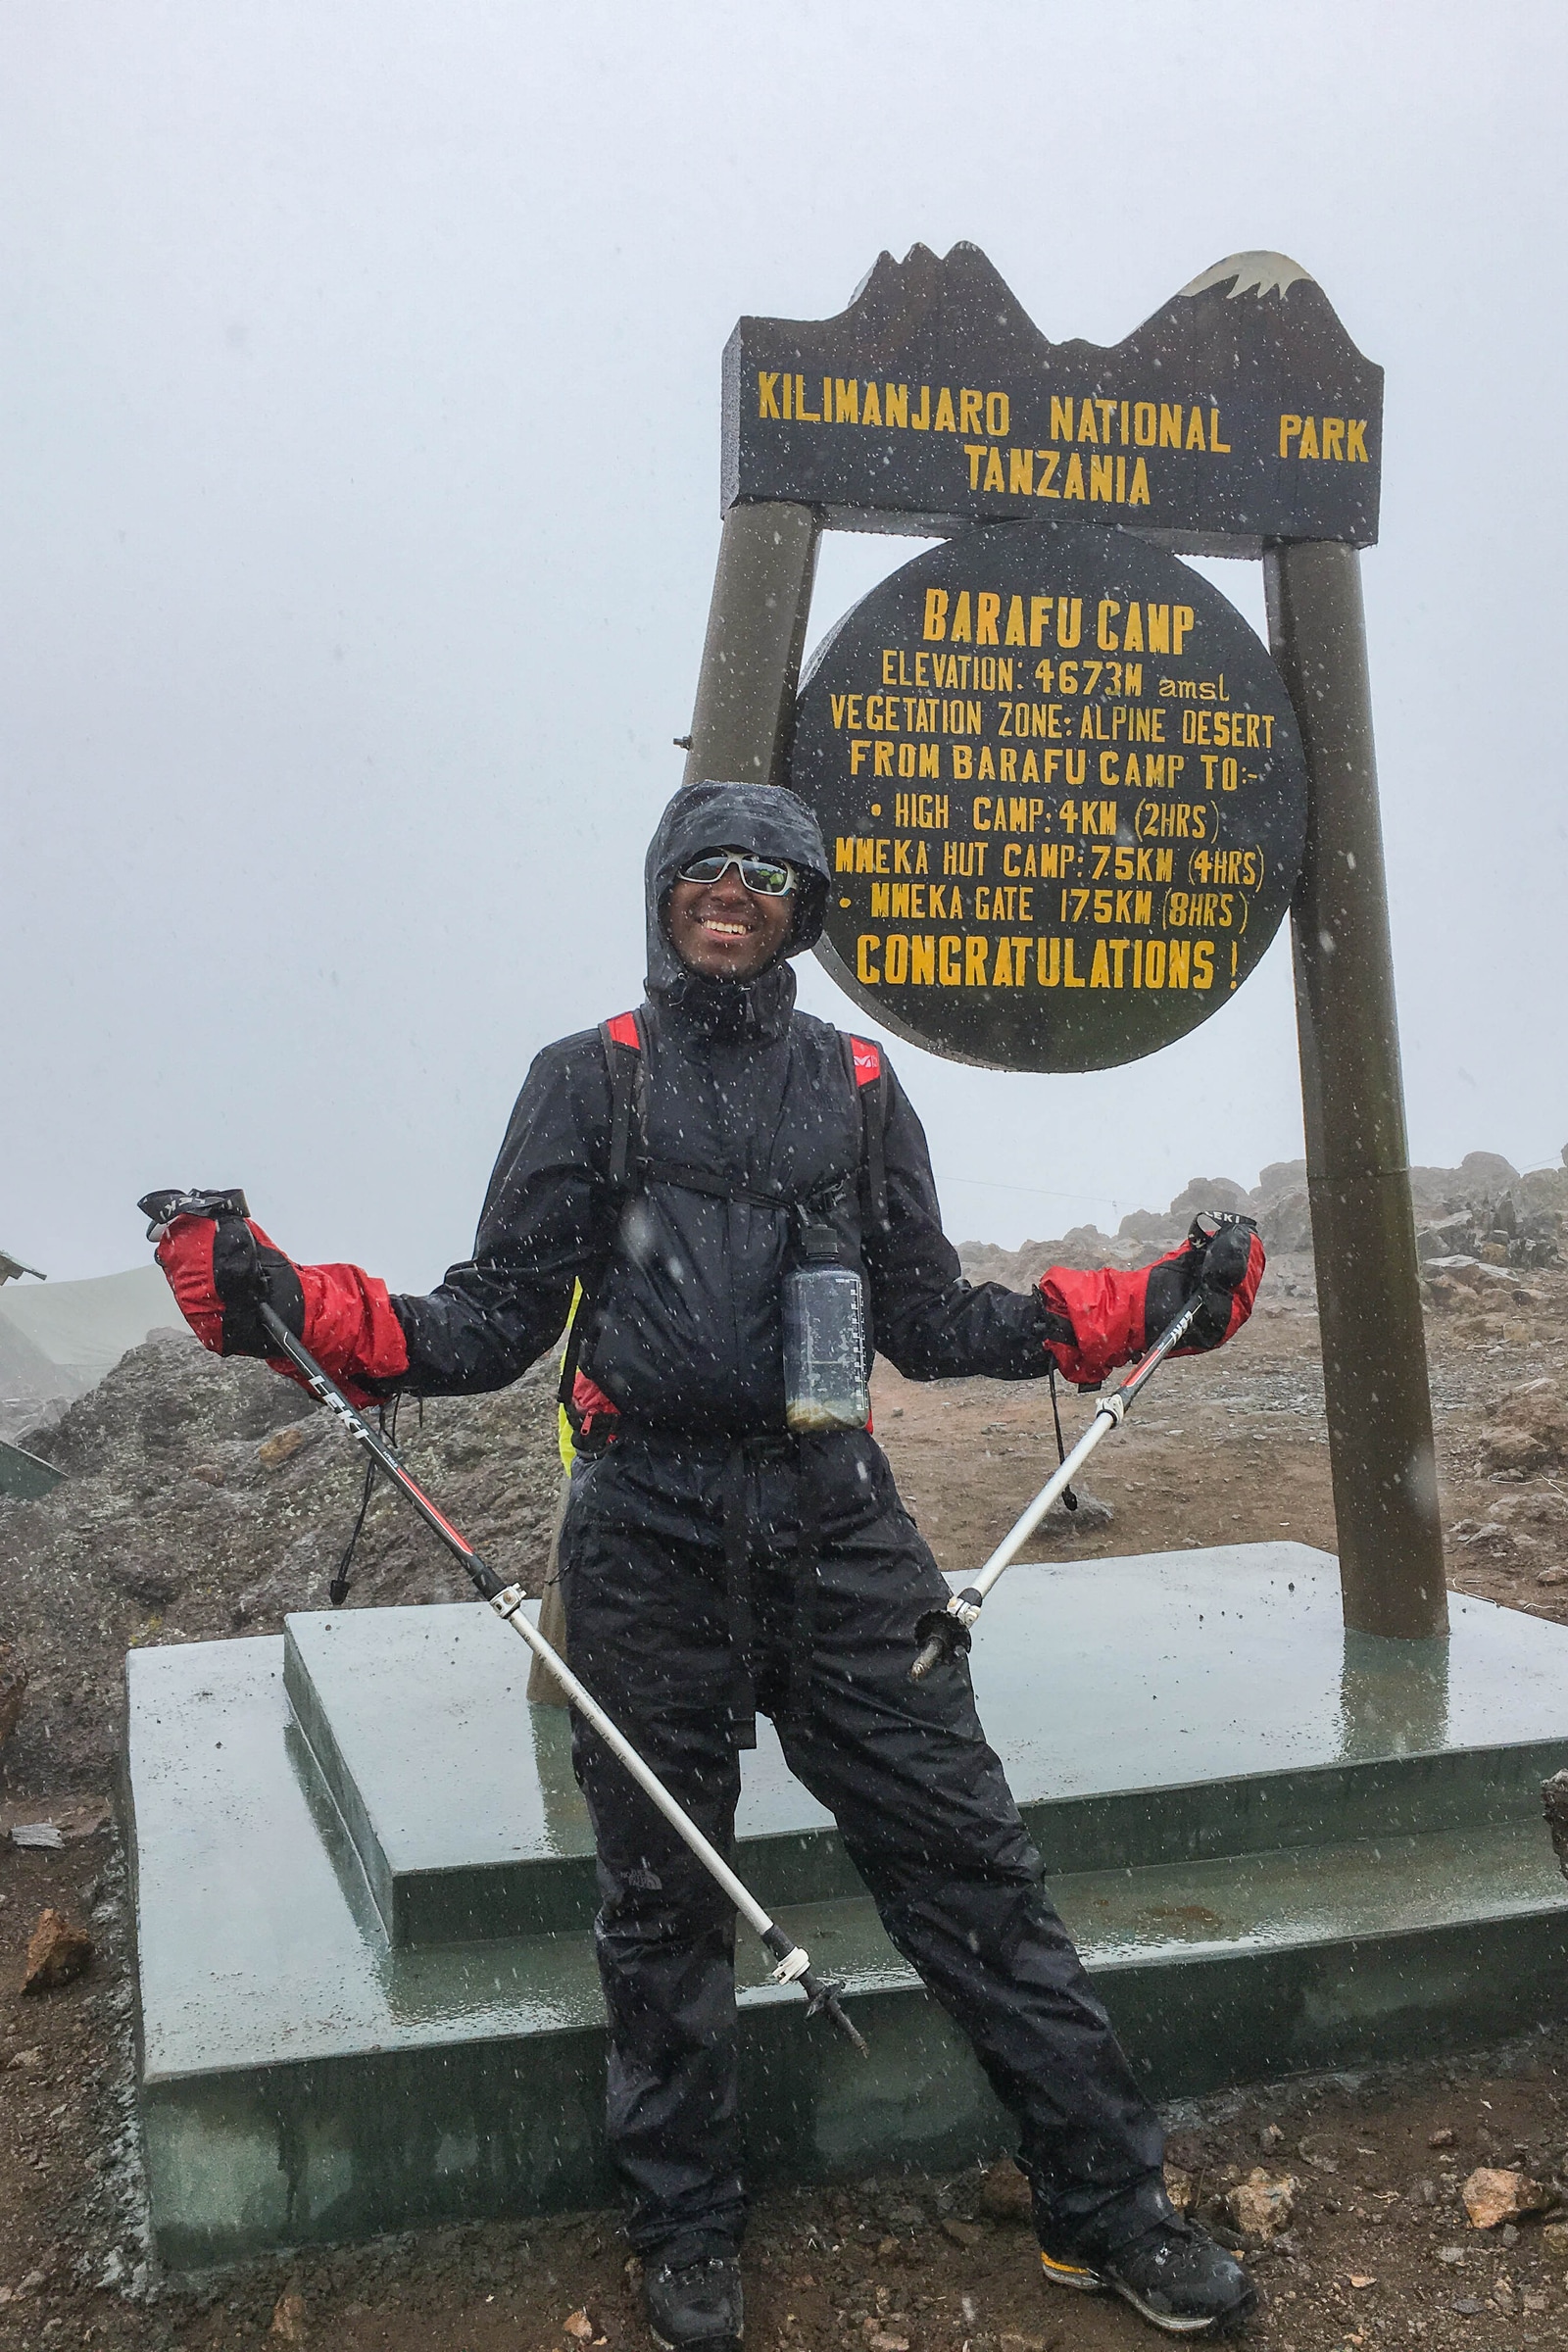 KILIMANJARO NATIONAL PARK
TANZANIA
BARAFU CAMP
ELEVATION: 4673M amsl
VEGETATION ZONE: ALPINE DESERT
FROM BARAFU CAMP TO:-
• HIGH CAMP: 4KM (2HRS)
MWEKA HUT CAMP: 7.5KM (4HRS)
• MWEKA GATE 17.5KM (8HRS)
CONGRATULATIONS !
LEKI
LEKI